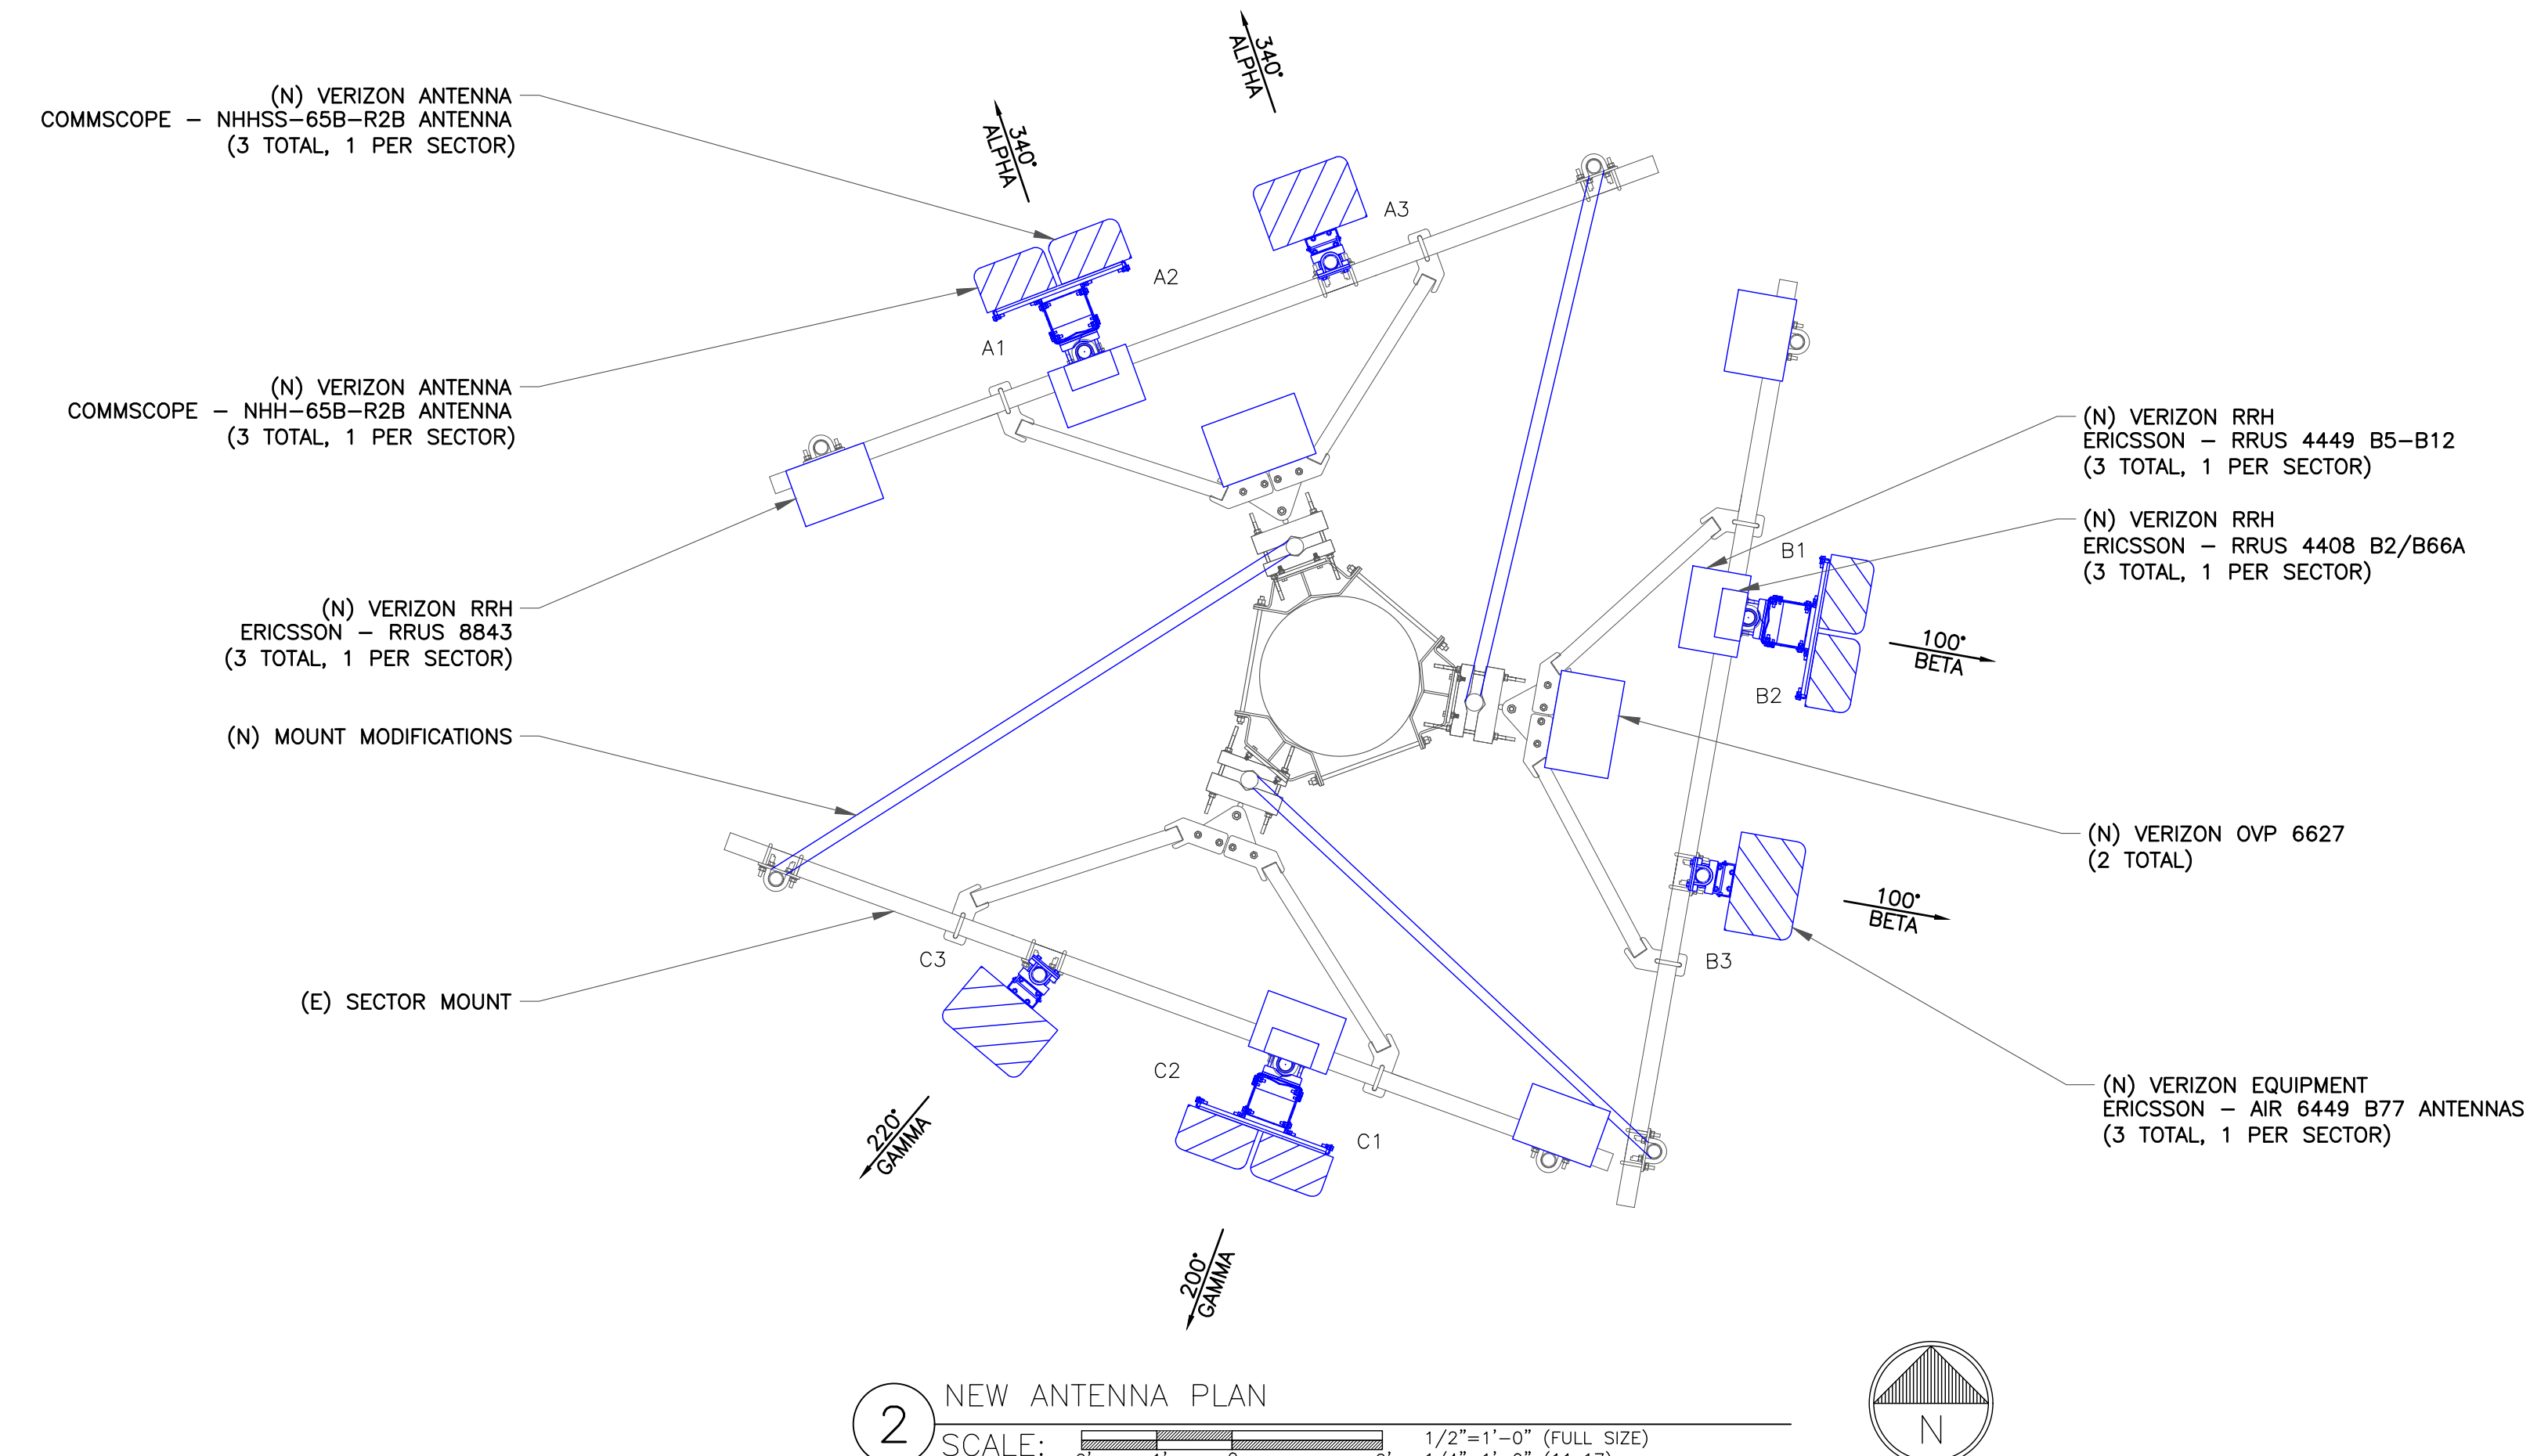 340°
ALPHA
340°
ALPHA
(N) VERIZON ANTENNA
COMMSCOPE – NHHSS–65B–R2B ANTENNA
(3 TOTAL, 1 PER SECTOR)
A3
A2
A1
(N) VERIZON ANTENNA
COMMSCOPE – NHH–65B–R2B ANTENNA
(3 TOTAL, 1 PER SECTOR)
(N) VERIZON RRH
ERICSSON – RRUS 4449 B5–B12
(3 TOTAL, 1 PER SECTOR)
(N) VERIZON RRH
ERICSSON – RRUS 4408 B2/B66A
(3 TOTAL, 1 PER SECTOR)
B1
(N) VERIZON RRH
ERICSSON – RRUS 8843
(3 TOTAL, 1 PER SECTOR)
100°
BETA
B2
(N) MOUNT MODIFICATIONS
(N) VERIZON OVP 6627
(2 TOTAL)
100°
BETA
C3
B3
(E) SECTOR MOUNT
C2
C1
220°
GAMMA
(N) VERIZON EQUIPMENT
ERICSSON – AIR 6449 B77 ANTENNAS
(3 TOTAL, 1 PER SECTOR)
200°
GAMMA
2
NEW ANTENNA PLAN
SCALE:
1/2"=1'–0" (FULL SIZE)
N